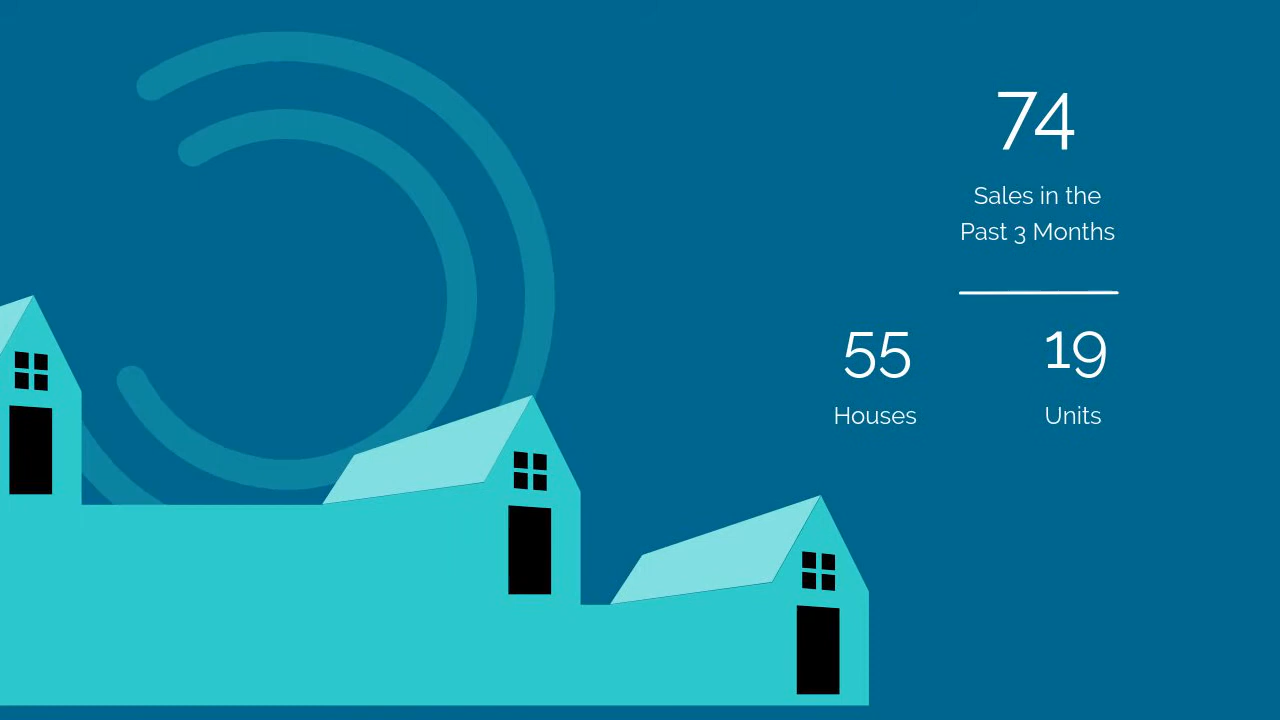 74
Sales in the
Past 3 Months
55
Houses
19
Units